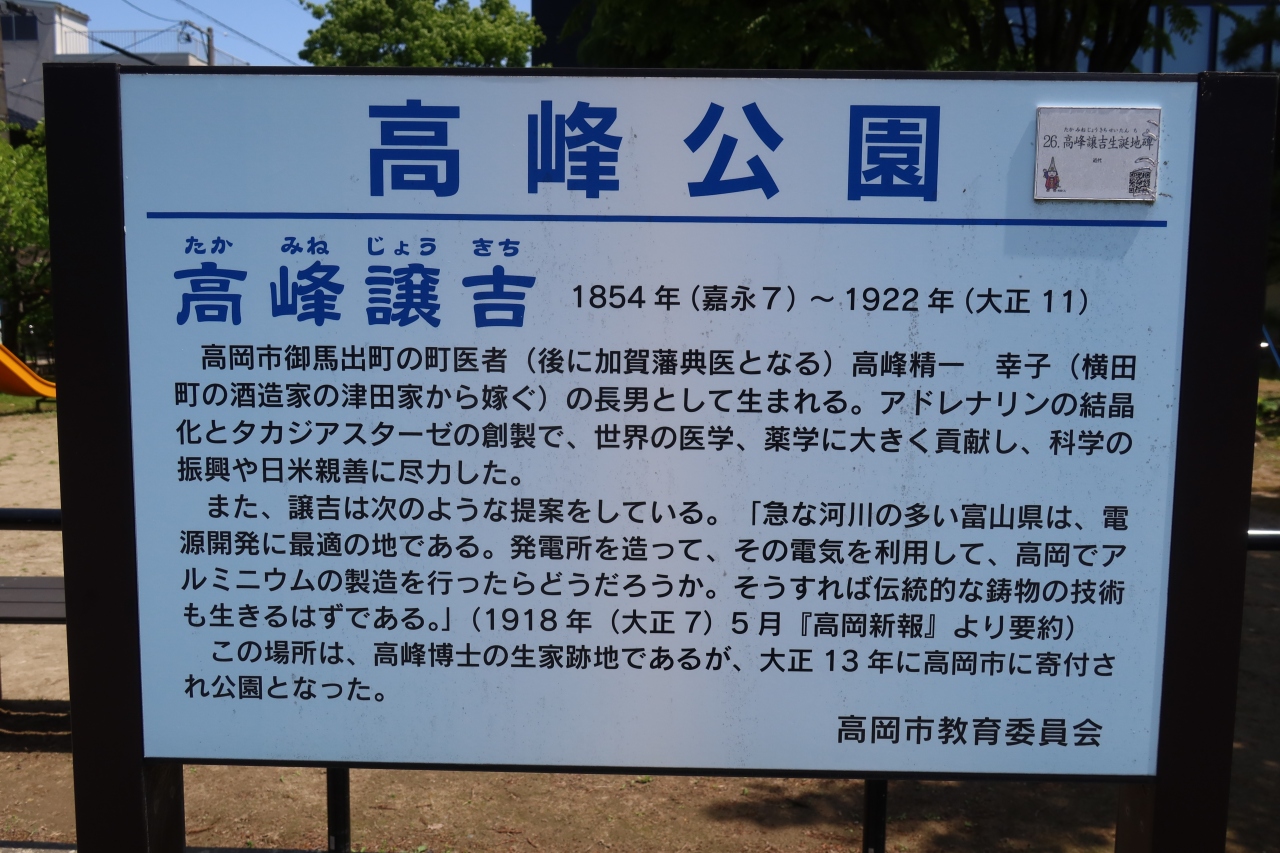 高峰公園
たかみねじょうきちせいたんち
26.高峰譲吉生誕地碑
たか みね じょう きち
高峰譲吉 1854年（嘉永7）～1922年（大正11）
高岡市御馬出町の町医者（後に加賀藩典医となる）高峰精一　幸子（横田
町の酒造家の津田家から嫁ぐ）の長男として生まれる。アドレナリンの結晶
化とタカジアスターゼの創製で、世界の医学、薬学に大きく貢献し、科学の
振興や日米親善に尽力した。
また、譲吉は次のような提案をしている。「急な河川の多い富山県は、電
源開発に最適の地である。発電所を造って、その電気を利用して、高岡でア
ルミニウムの製造を行ったらどうだろうか。そうすれば伝統的な鋳物の技術
も生きるはずである。」（1918年（大正7）5月『高岡新報』より要約）
この場所は、高峰博士の生家跡地であるが、大正13年に高岡市に寄付さ
れ公園となった。
高岡市教育委員会